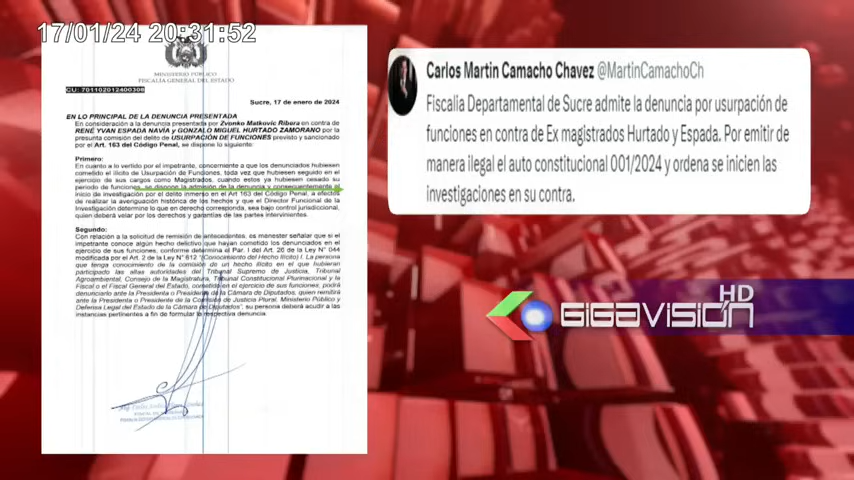 17/01/24 20:31:52
MINISTERIO PÚBLICO
FISCALÍA GENERAL DEL ESTADO
CU: 701102012400308
Sucre, 17 de enero de 2024
EN LO PRINCIPAL DE LA DENUNCIA PRESENTADA
En consideración a la denuncia presentada por Zvonko Matkovic Ribera en contra de
RENÉ YVAN ESPADA NAVÍA y GONZALO MIGUEL HURTADO ZAMORANO por la
presunta comisión del delito de USURPACIÓN DE FUNCIONES previsto y sancionado
por el Art. 163 del Código Penal, se dispone lo siguiente:
Primero:
En cuanto a lo vertido por el impetrante, concerniente a que los denunciados hubiesen
cometido el ilícito de Usurpación de Funciones, toda vez que hubiesen seguido en el
ejercicio de sus cargos como Magistrados, cuando estos ya hubiesen cesado su
periodo de funciones, se dispone la admisión de la denuncia y consecuentemente el
inicio de investigación por el delito inmerso en el Art 163 del Código Penal, a efectos
de realizar la averiguación histórica de los hechos y que el Director Funcional de la
Investigación determine lo que en derecho corresponda, sea bajo control jurisdiccional,
quien deberá velar por los derechos y garantías de las partes intervinientes.
Segundo:
Con relación a la solicitud de remisión de antecedentes, es menester señalar que si el
impetrante conoce algún hecho delictivo que hayan cometido los denunciados en el
ejercicio de sus funciones, conforme determina el Par. I del Art. 20 de la Ley N° 044
modificada por el Art. 2 de la Ley N° 612 (Conocimiento del Hecho Ilícito) I. La persona
que tenga conocimiento de la comisión de un hecho ilícito en el que hubieran
participado las altas autoridades del Tribunal Supremo de Justicia, Tribunal
Agroambiental, Consejo de la Magistratura, Tribunal Constitucional Plurinacional y la
Fiscal o el Fiscal General del Estado, cometido en el ejercicio de sus funciones, podrá
denunciarlo ante la Presidenta o Presidente de la Cámara de Diputados, quien remitirá
ante la Presidenta o Presidente de la Comisión de Justicia Plural, Ministerio Público y
Defensa Legal del Estado de la Cámara de Diputados" su persona deberá acudir a las
instancias pertinentes a fin de formular la respectiva denuncia.
Carlos Martin Camacho Chavez @MartinCamachoCh
Fiscalía Departamental de Sucre admite la denuncia por usurpación de
funciones en contra de Ex magistrados Hurtado y Espada. Por emitir de
manera ilegal el auto constitucional 001/2024 y ordena se inicien las
investigaciones en su contra.
GIGAVISIÓN HD